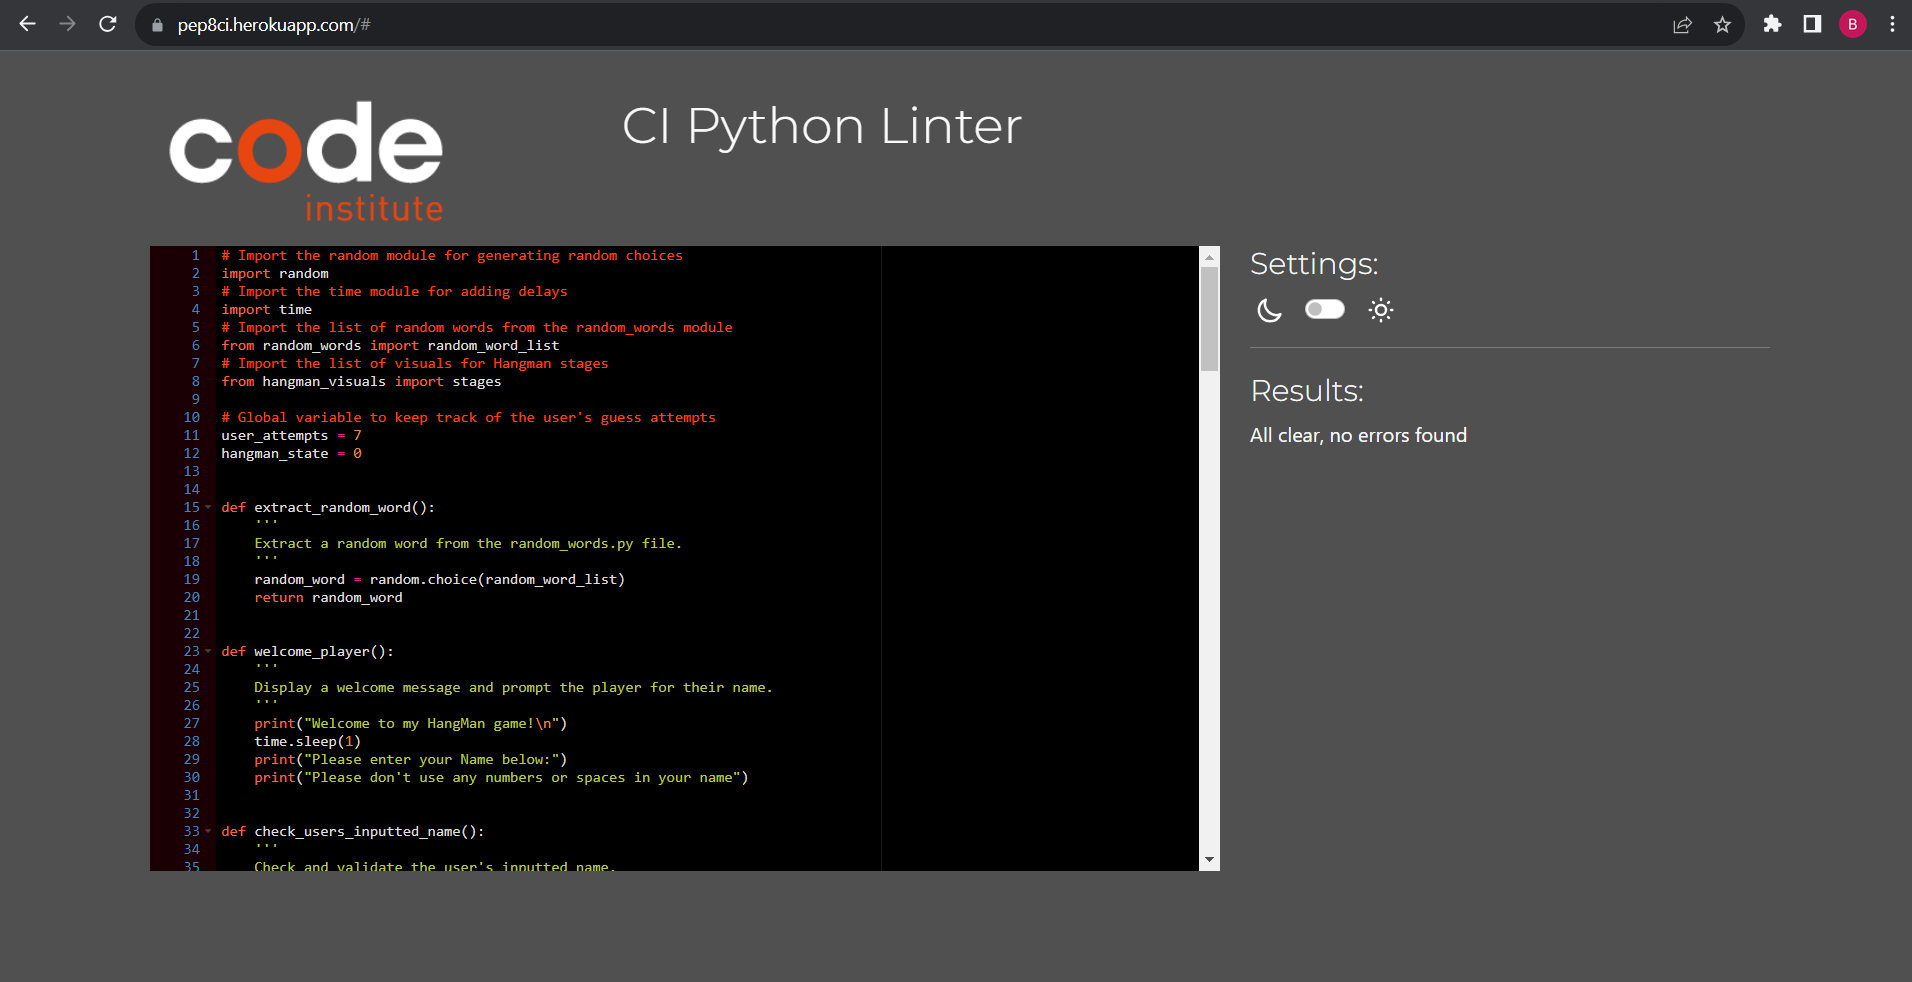 pep8ci.herokuapp.com/#
B
code
institute
CI Python Linter
1 # Import the random module for generating random choices
2 import random
3 # Import the time module for adding delays
4 import time
5 # Import the list of random words from the random_words module
6 from random_words import random_word_list
7 # Import the list of visuals for Hangman stages
8 from hangman_visuals import stages
9
10 # Global variable to keep track of the user's guess attempts
11 user_attempts = 7
12 hangman_state = 0
13
14
15 def extract_random_word():
16     '''
17     Extract a random word from the random_words.py file.
18     '''
19     random_word = random.choice(random_word_list)
20     return random_word
21
22
23 def welcome_player():
24     '''
25     Display a welcome message and prompt the player for their name.
26     '''
27     print("Welcome to my HangMan game!\n")
28     time.sleep(1)
29     print("Please enter your Name below:")
30     print("Please don't use any numbers or spaces in your name")
31
32
33 def check_users_inputted_name():
34     '''
35     Check and validate the user's inputted name.
Settings:
Results:
All clear, no errors found